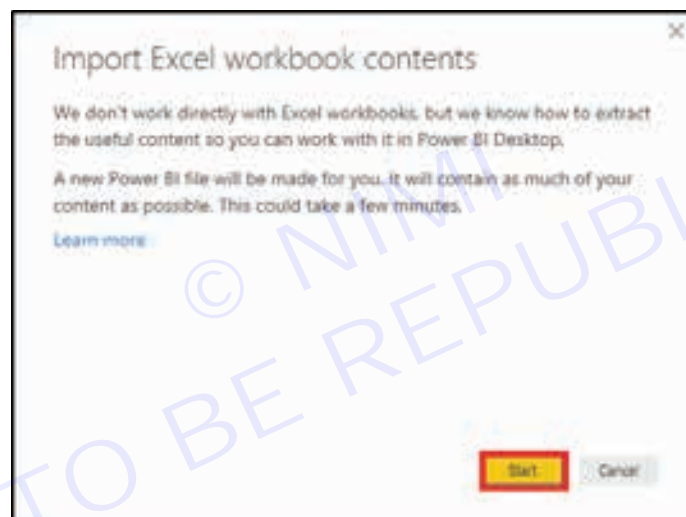 Import Excel workbook contents
We don't work directly with Excel workbooks, but we know how to extract
the useful content so you can work with it in Power BI Desktop.
A new Power BI file will be made for you. It will contain as much of your
content as possible. This could take a few minutes.
Learn more
© NIMI
TO BE REPUBL
Start Cancel